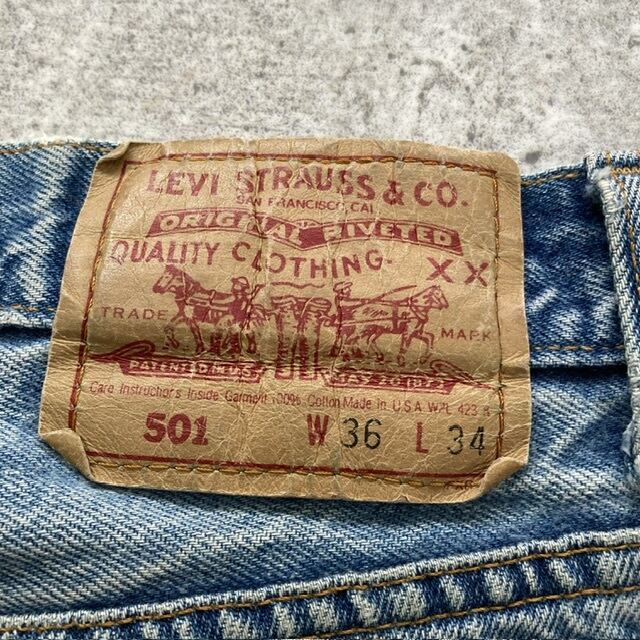 LEVI STRAUSS & CO.
SAN FRANCISCO, CAL
ORIGINAL RIVETED
QUALITY CLOTHING- XX
TRADE MARK
PATENTED IN U.S. MAY 20 1873
Care Instructions Inside Garment 100% Cotton Made in U.S.A. WPL 423
501 W 36 L 34